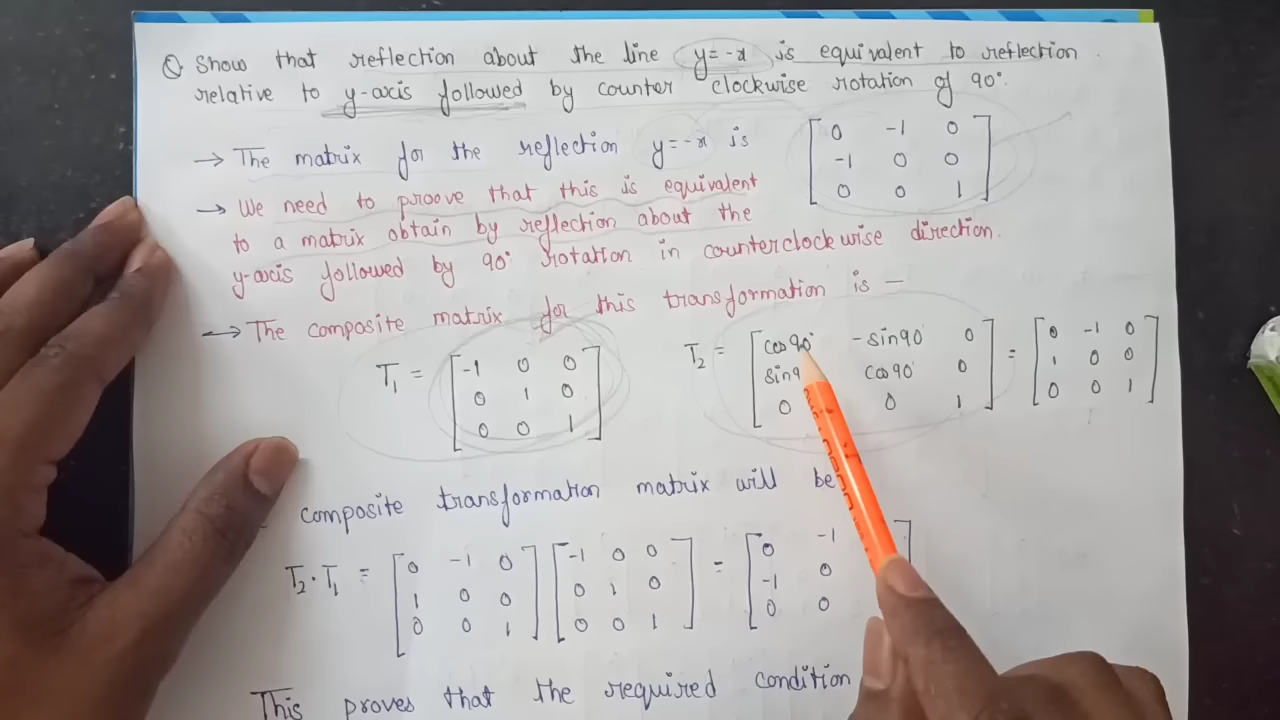 Q Show that reflection about the line y=-x is equivalent to reflection
relative to y-axis followed by counter clockwise rotation of 90°.
→ The matrix for the reflection y=-x is
[0 -1 0
-1 0 0
0 0 1]
→ We need to proove that this is equivalent
to a matrix obtain by reflection about the
y-axis followed by 90° rotation in counterclockwise direction.
→ The composite matrix for this transformation is —
T1 = [-1 0 0
0 1 0
0 0 1]
T2 = [cos90° -sin90 0
sin9 cos90° 0
0 0 1] = [0 -1 0
1 0 0
0 0 1]
composite transformation matrix will be
T2·T1 = [0 -1 0
1 0 0
0 0 1] [-1 0 0
0 1 0
0 0 1] = [0 -1
-1 0
0 0 ]
This proves that the required condition